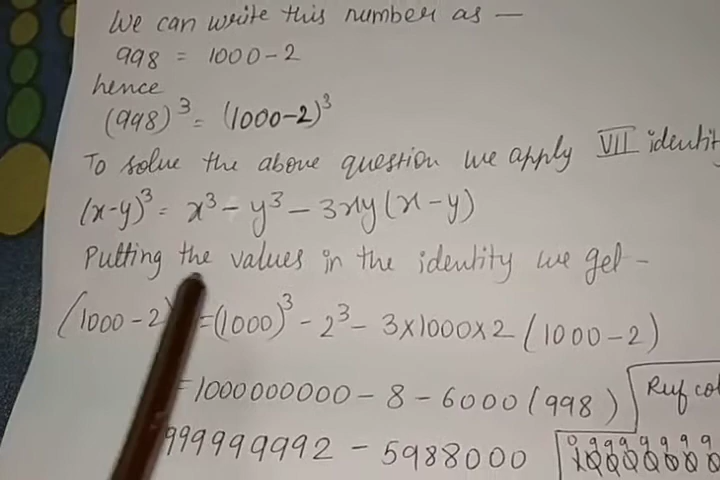 We can write this number as —
998 = 1000-2
hence
(998)³ = (1000-2)³
To solve the above question we apply VII identity
(x-y)³ = x³ - y³ - 3xy(x-y)
Putting the values in the identity we get -
(1000-2 = (1000)³ - 2³ - 3×1000×2 (1000-2)
=1000000000 - 8 - 6000 (998) Ruf
999999992 - 5988000